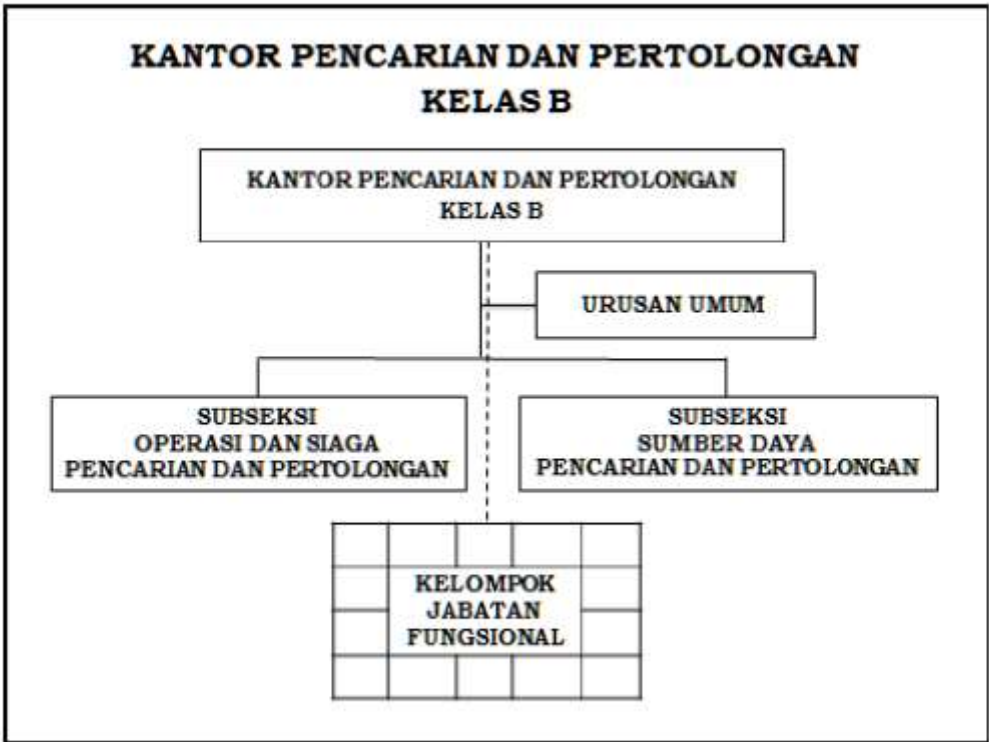 KANTOR PENCARIAN DAN PERTOLONGAN
KELAS B
KANTOR PENCARIAN DAN PERTOLONGAN
KELAS B
URUSAN UMUM
SUBSEKSI
OPERASI DAN SIAGA
PENCARIAN DAN PERTOLONGAN
SUBSEKSI
SUMBER DAYA
PENCARIAN DAN PERTOLONGAN
KELOMPOK
JABATAN
FUNGSIONAL